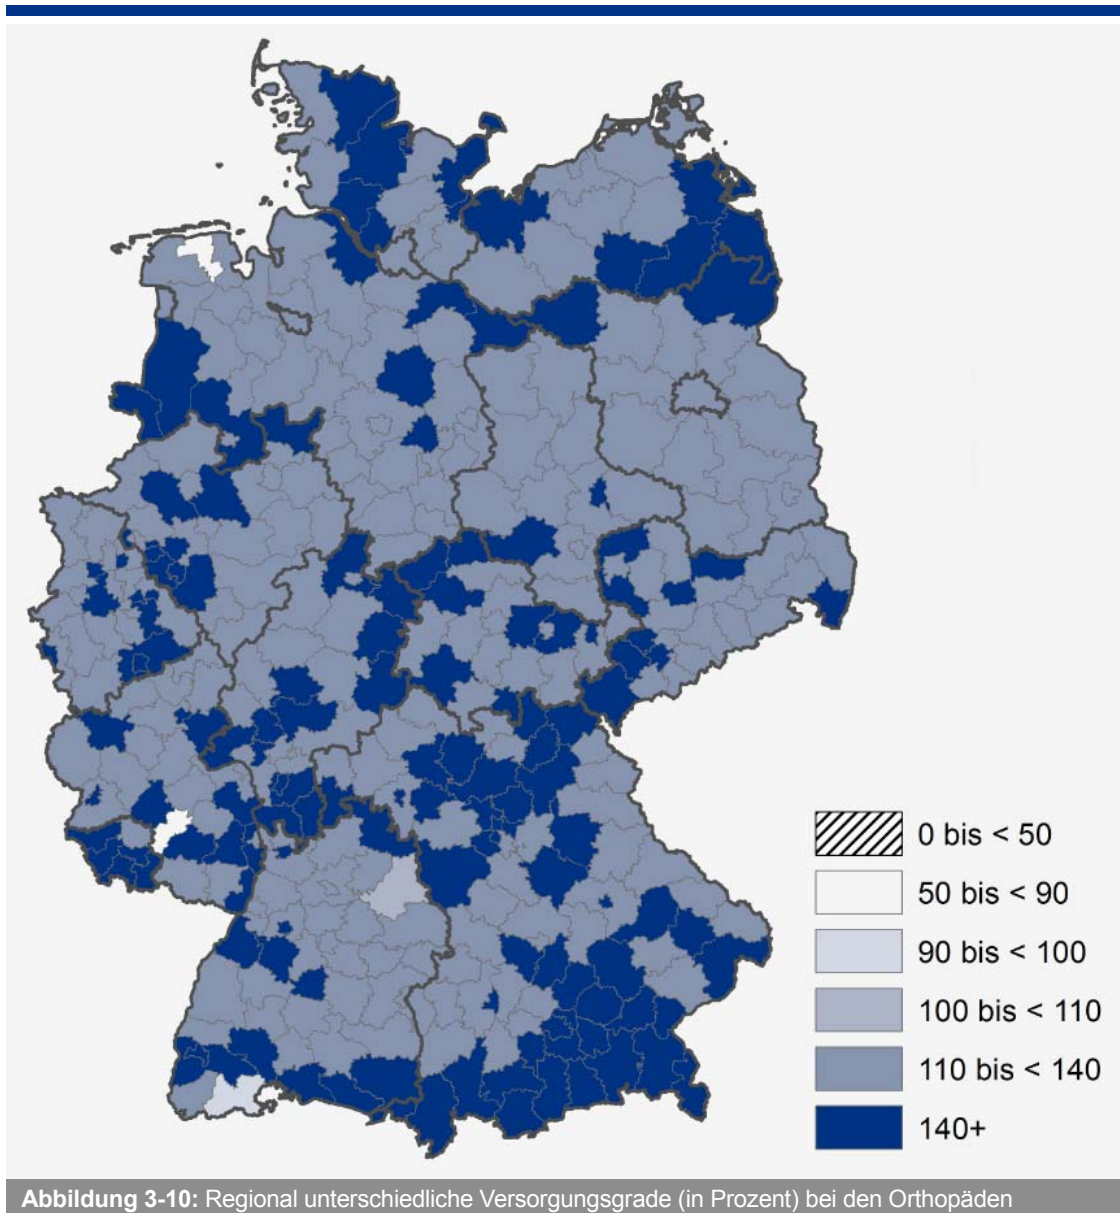 0 bis < 50
50 bis < 90
90 bis < 100
100 bis < 110
110 bis < 140
140+
Abbildung 3-10: Regional unterschiedliche Versorgungsgrade (in Prozent) bei den Orthopäden